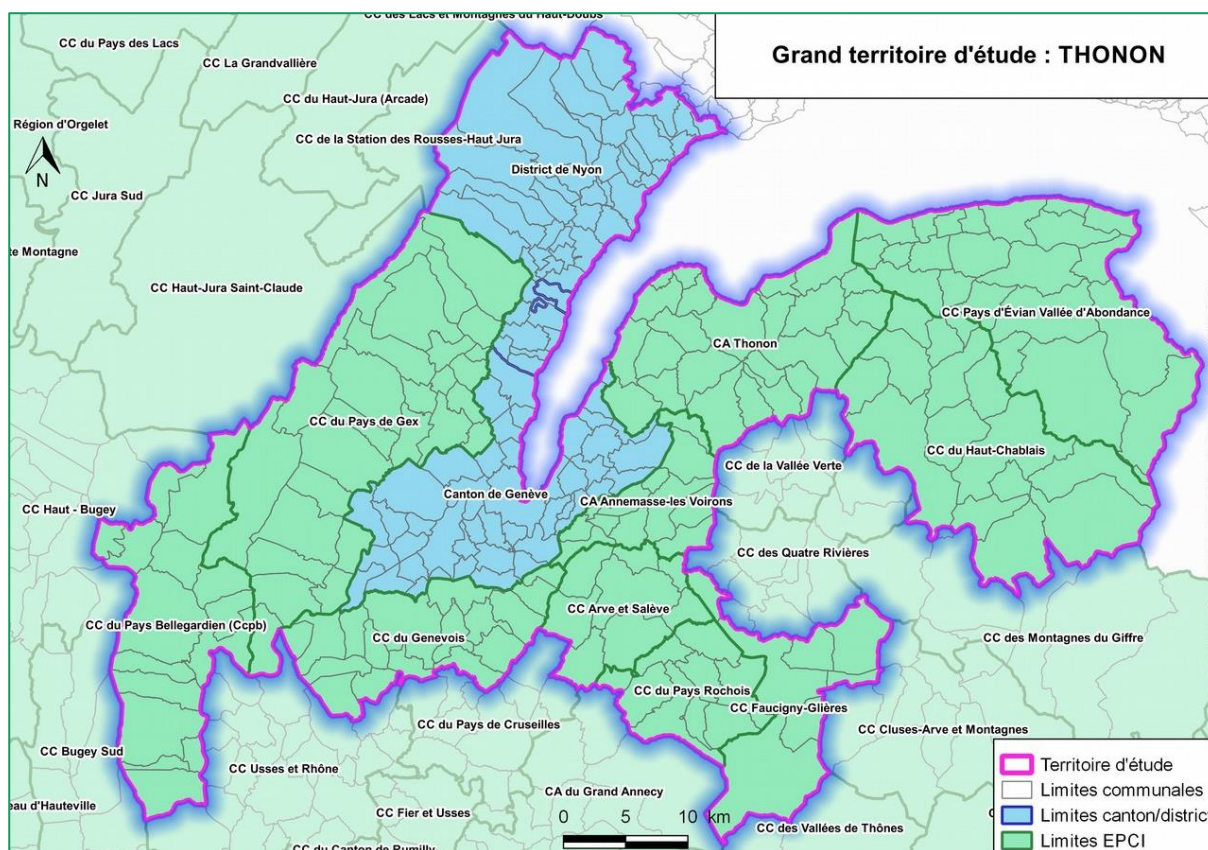 CC des Lacs et Montagnes du Haut-Doubs
CC du Pays des Lacs
Grand territoire d'étude : THONON
CC La Grandvallière
CC du Haut-Jura (Arcade)
Région d'Orgelet
CC de la Station des Rousses-Haut Jura
N
District de Nyon
CC Jura Sud
te Montagne
CC Haut-Jura Saint-Claude
CC Pays d'Évian Vallée d'Abondance
CA Thonon
CC du Pays de Gex
CC du Haut-Chablais
CC de la Vallée Verte
Canton de Genève
CA Annemasse-les Voirons
CC Haut - Bugey
CC des Quatre Rivières
CC Arve et Salève
CC du Pays Bellegardien (Ccpb)
CC du Genevois
CC des Montagnes du Giffre
CC du Pays Rochois
CC Faucigny-Glières
CC du Pays de Cruseilles
CC Cluses-Arve et Montagnes
CC Bugey Sud
CC Usses et Rhône
Territoire d'étude
CA du Grand Annecy
Limites communales
eau d'Hauteville
CC Fier et Usses
0 5 10 km
Limites canton/district
CC des Vallées de Thônes
Limites EPCI
CC du Canton de Rumilly